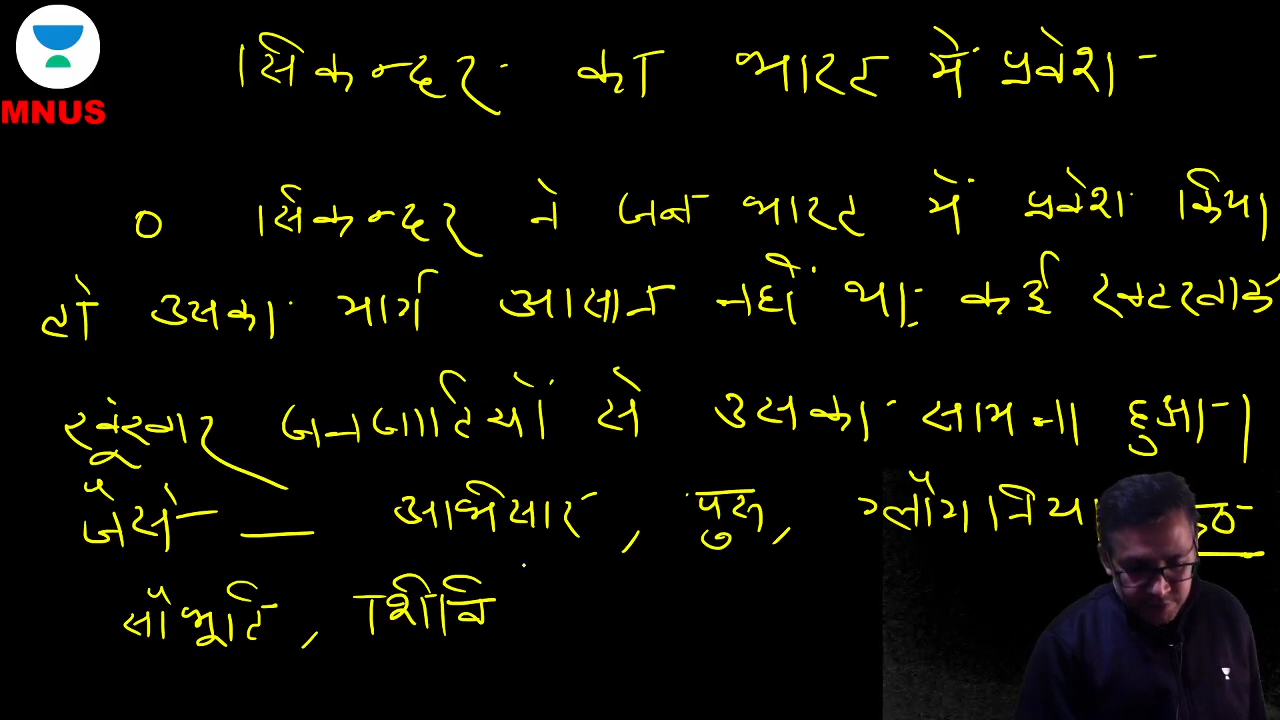 MNUS
सिकन्दर का भारत में प्रवेश -
० सिकन्दर ने जब भारत में प्रवेश किया
तो उसका मार्ग आसान नहीं था। कई खतरनाक
खूंखार जनजातियों से उसका सामना हुआ।
जैसे - — अभिसार, पुरु, ग्लौगनिया
सौभूति, शिवि